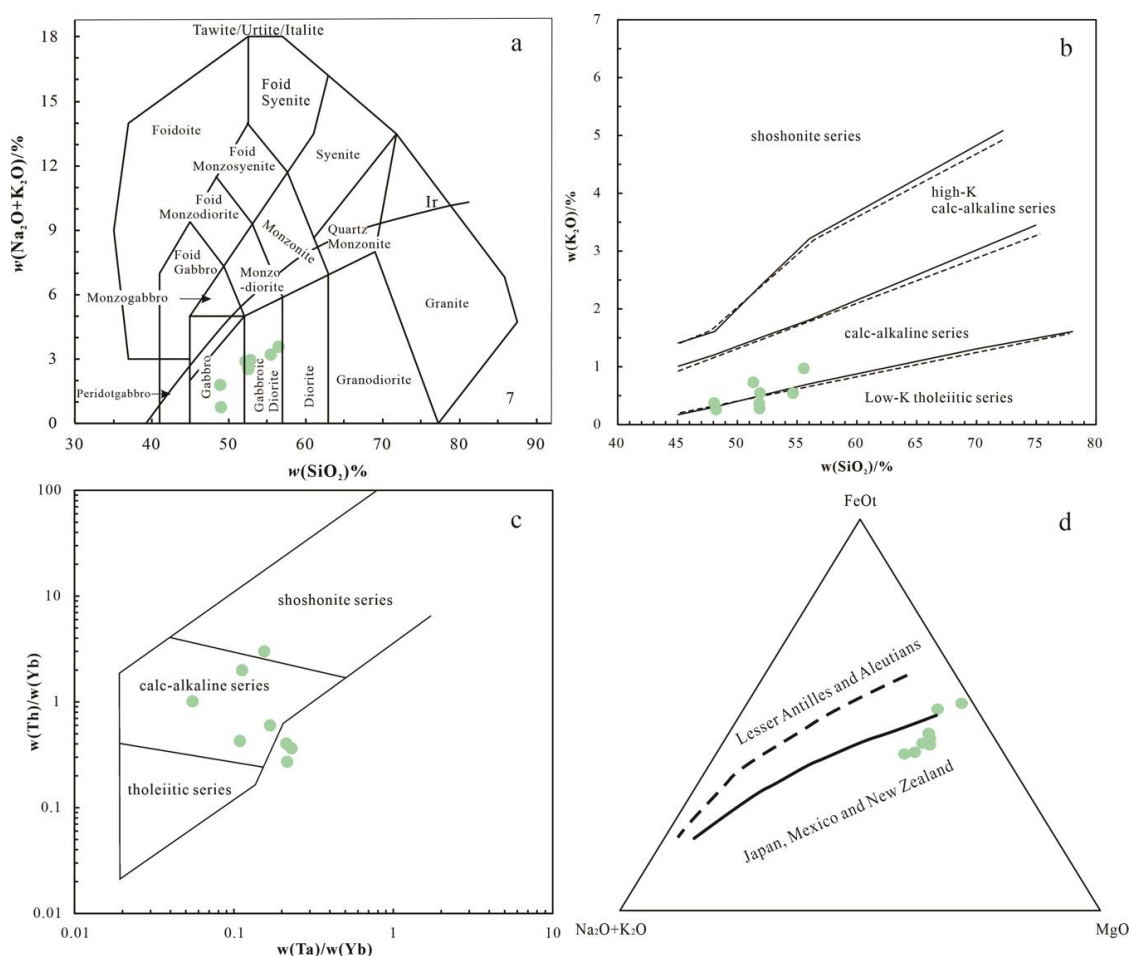 a
Tawite/Urtite/Italite
18
15
12
9
6
3
0
w(Na₂O+K₂O)/%
Foid
Syenite
Foidoite
Foid
Monzosyenite
Syenite
Foid
Monzodiorite
Ir
Monzonite
Quartz
Monzonite
Foid
Gabbro
Monzo
-diorite
Monzogabbro
Granite
Peridotgabbro
Gabbro
Gabbroic
Diorite
Diorite
Granodiorite
7
30 40 50 60 70 80 90
w(SiO₂)%
b
7
6
5
4
3
2
1
0
w(K₂O)/%
shoshonite series
high-K
calc-alkaline series
calc-alkaline series
Low-K tholeiitic series
40 45 50 55 60 65 70 75 80
w(SiO₂)/%
c
100
10
1
0.1
0.01
w(Th)/w(Yb)
shoshonite series
calc-alkaline series
tholeiitic series
0.01 0.1 1 10
w(Ta)/w(Yb)
FeOt
d
Lesser Antilles and Aleutians
Japan, Mexico and New Zealand
Na₂O+K₂O
MgO